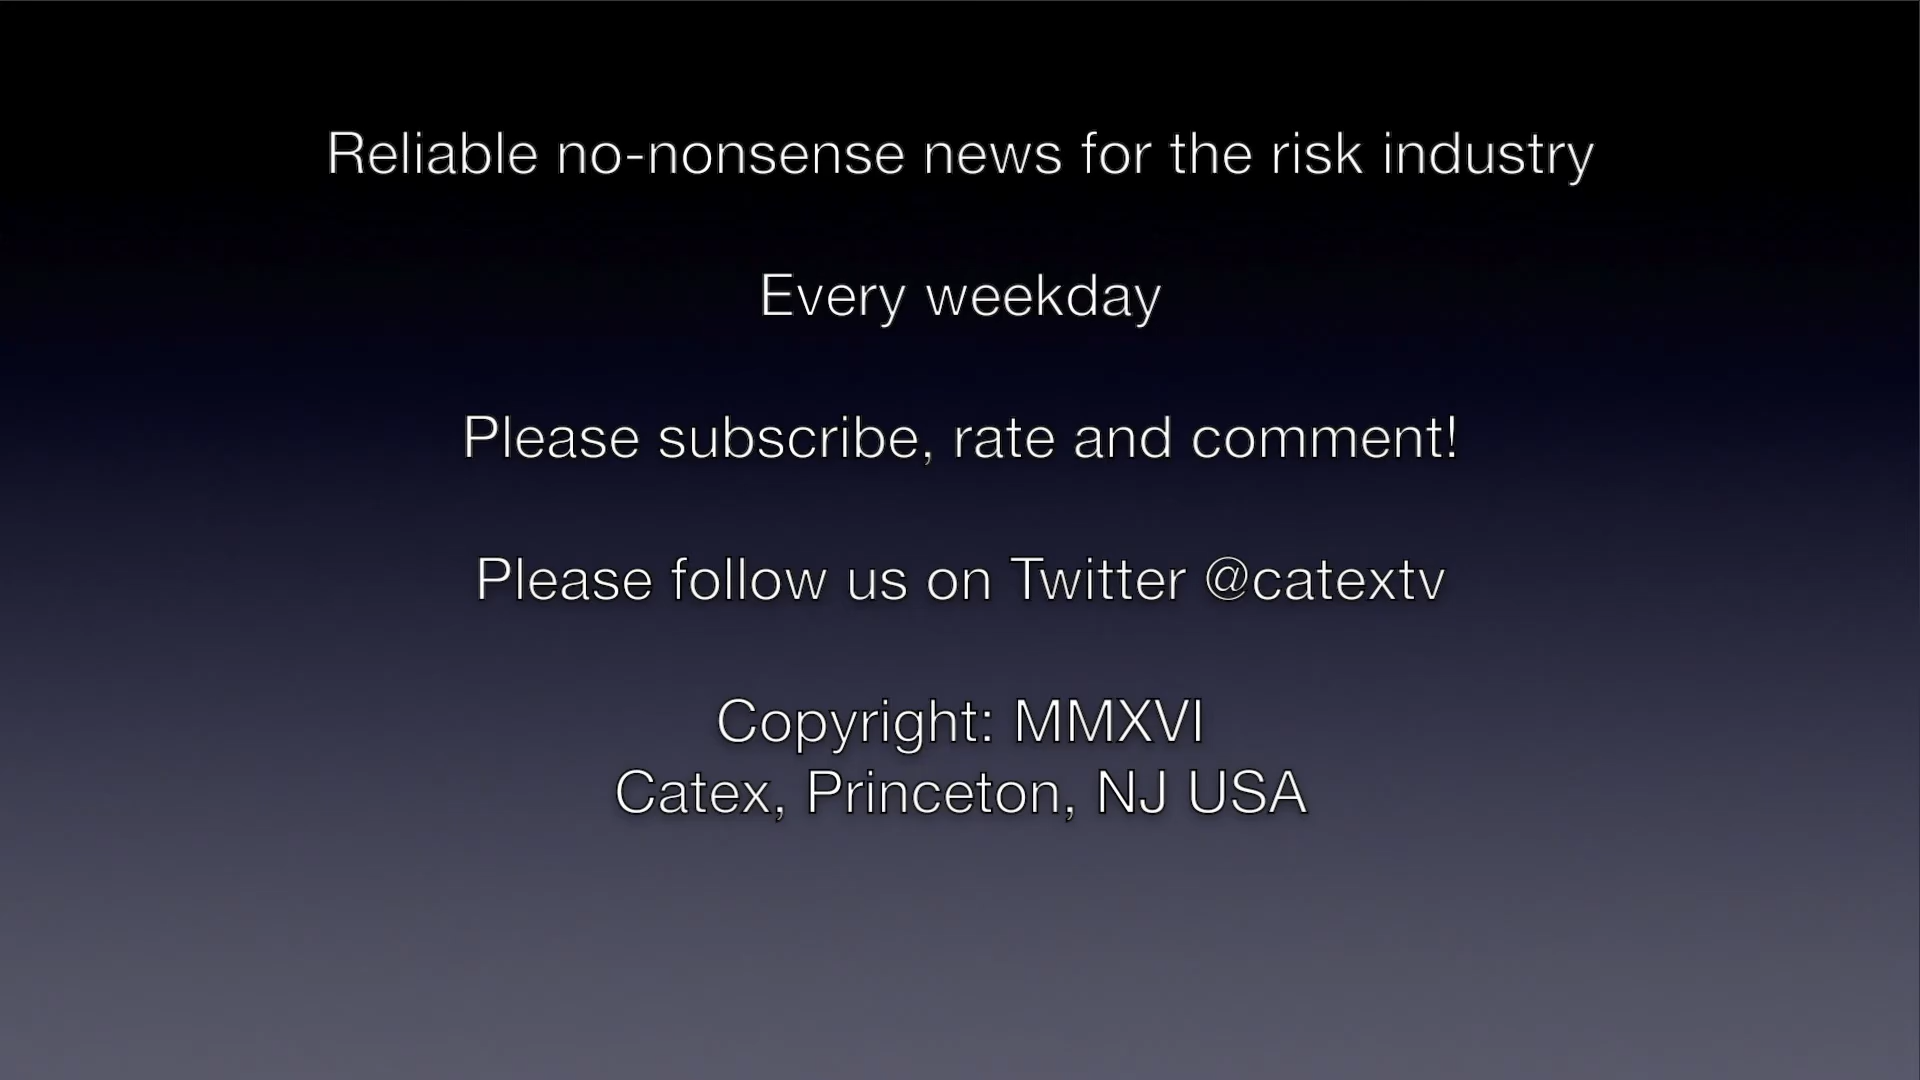 Reliable no-nonsense news for the risk industry
Every weekday
Please subscribe, rate and comment!
Please follow us on Twitter @catextv
Copyright: MMXVI
Catex, Princeton, NJ USA